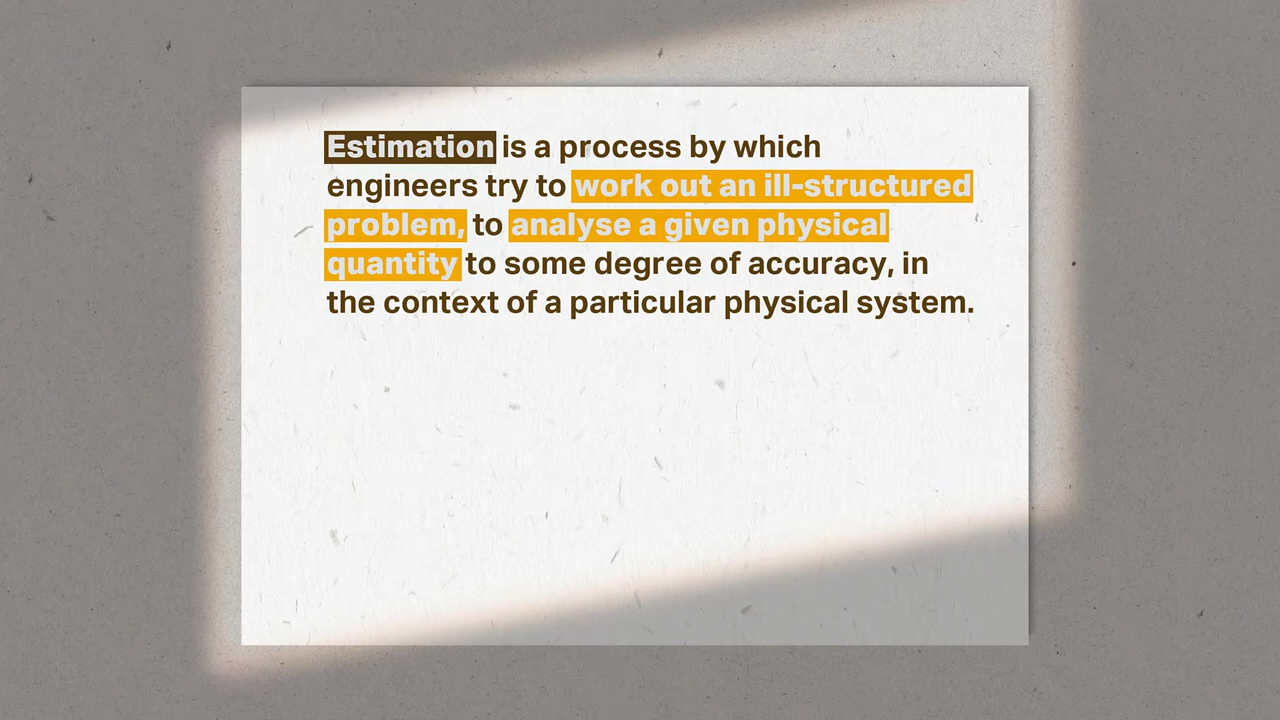 Estimation is a process by which
engineers try to work out an ill-structured
problem, to analyse a given physical
quantity to some degree of accuracy, in
the context of a particular physical system.